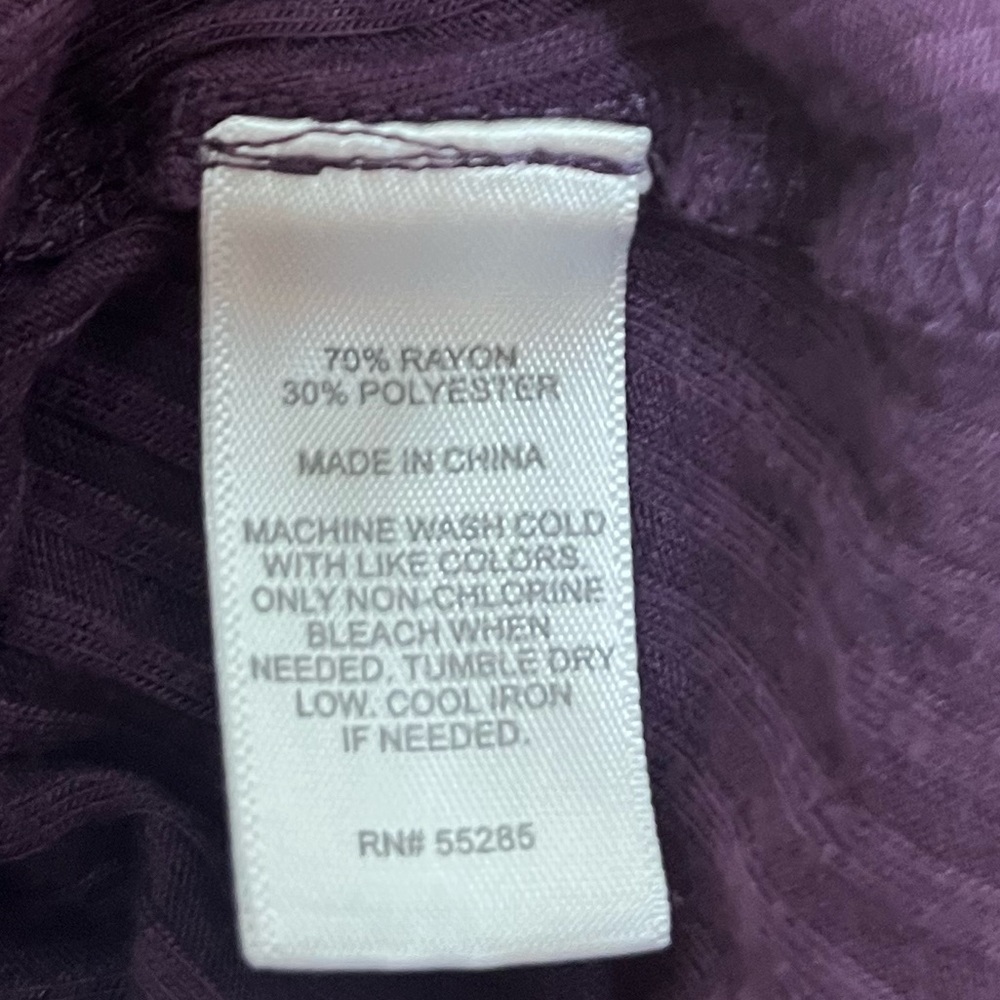 70% RAYON
30% POLYESTER
MADE IN CHINA
MACHINE WASH COLD
WITH LIKE COLORS.
ONLY NON-CHLORINE
BLEACH WHEN
NEEDED. TUMBLE DRY
LOW. COOL IRON
IF NEEDED.
RN# 55285